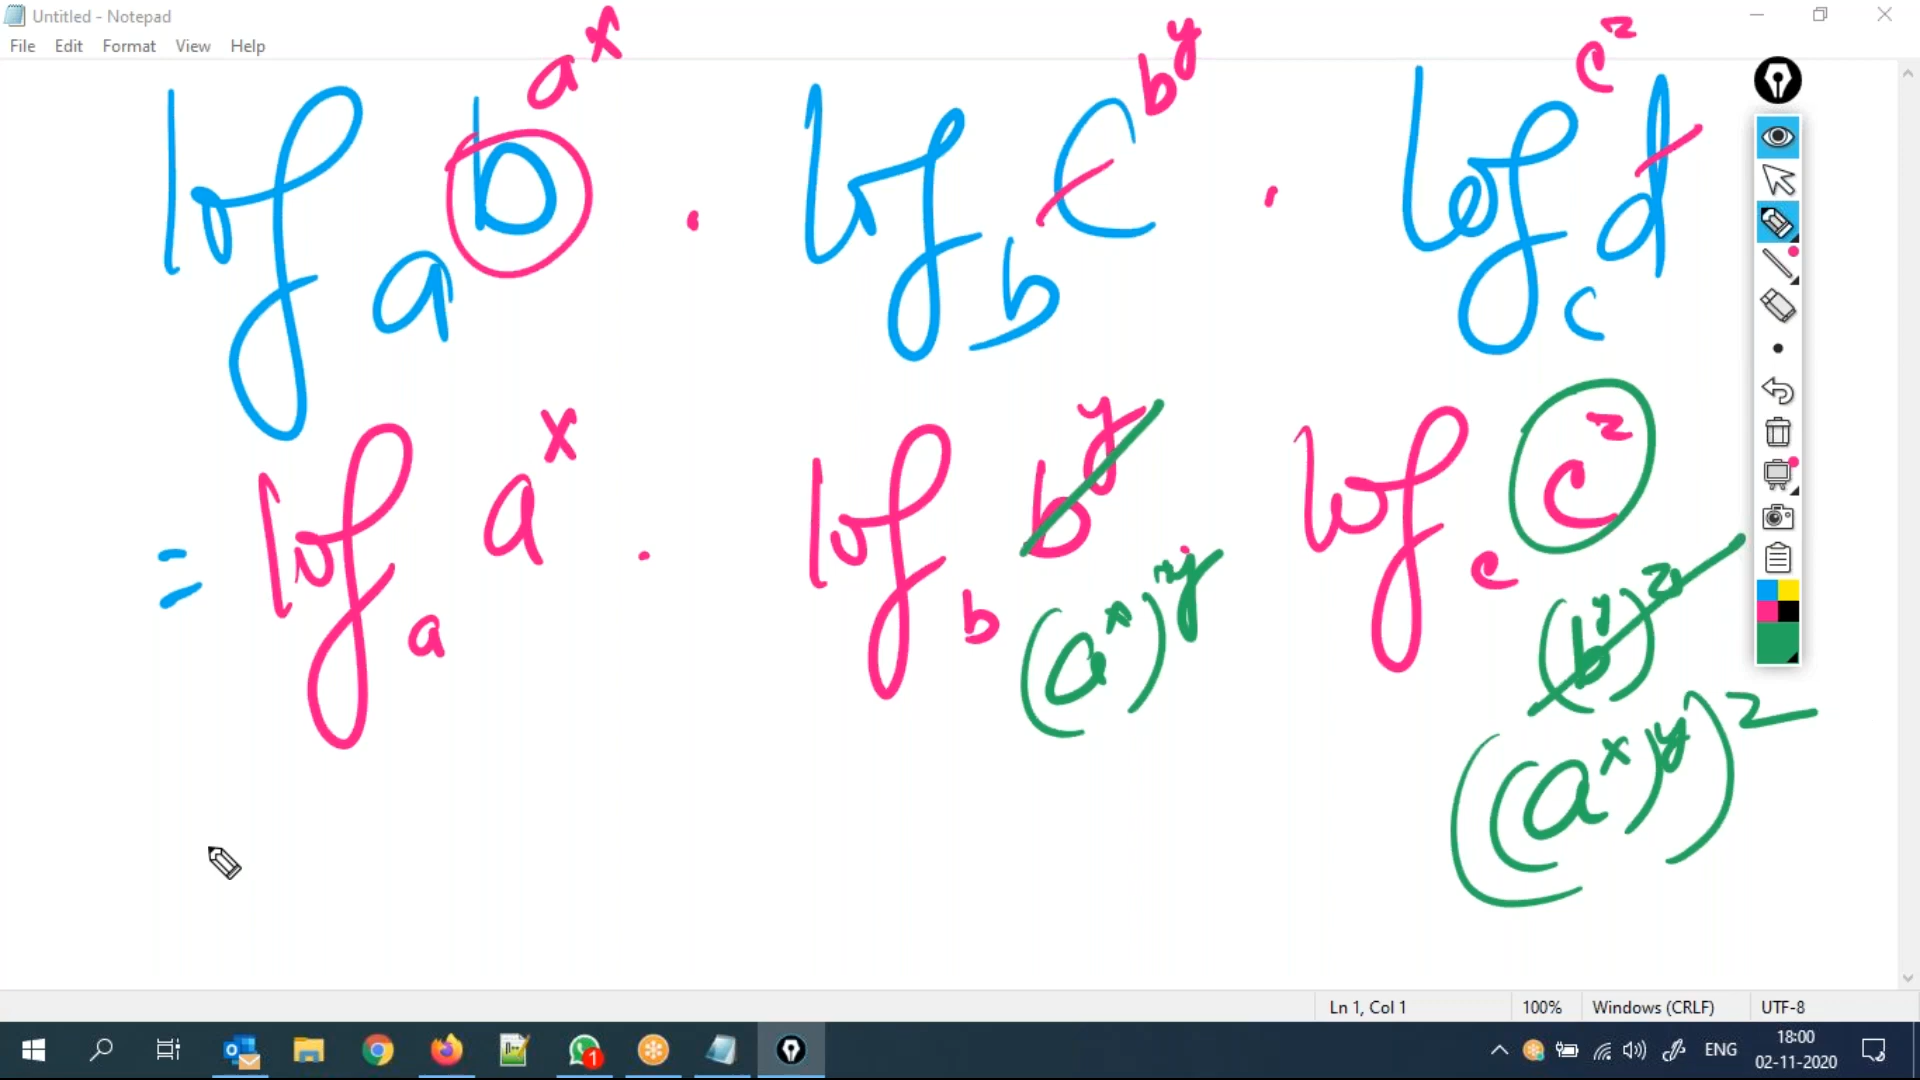 Untitled - Notepad
File Edit Format View Help
a^x b^y c^z
log_a b . log_b c . log_c d
= log_a a^x . log_b b^y log_c c^z
(a^x)^y (b^y)^z
((a^x)^y)^z
Ln 1, Col 1 100% Windows (CRLF) UTF-8
1
ENG
18:00
02-11-2020